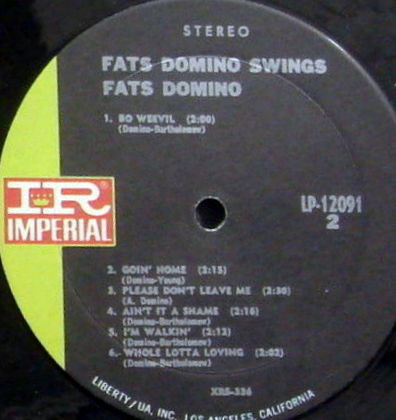 STEREO
FATS DOMINO SWINGS
FATS DOMINO
1. BO WEEVIL (2:00)
(Domino-Bartholomew)
IR
IMPERIAL
LP-12091
2
2. GOIN' HOME (2:15)
(Domino-Young)
3. PLEASE DON'T LEAVE ME (2:30)
(A. Domino)
4. AIN'T IT A SHAME (2:16)
(Domino-Bartholomew)
5. I'M WALKIN' (2:12)
(Domino-Bartholomew)
6. WHOLE LOTTA LOVING (2:02)
(Domino-Bartholomew)
XRS-336
LIBERTY/UA, INC. LOS ANGELES, CALIFORNIA